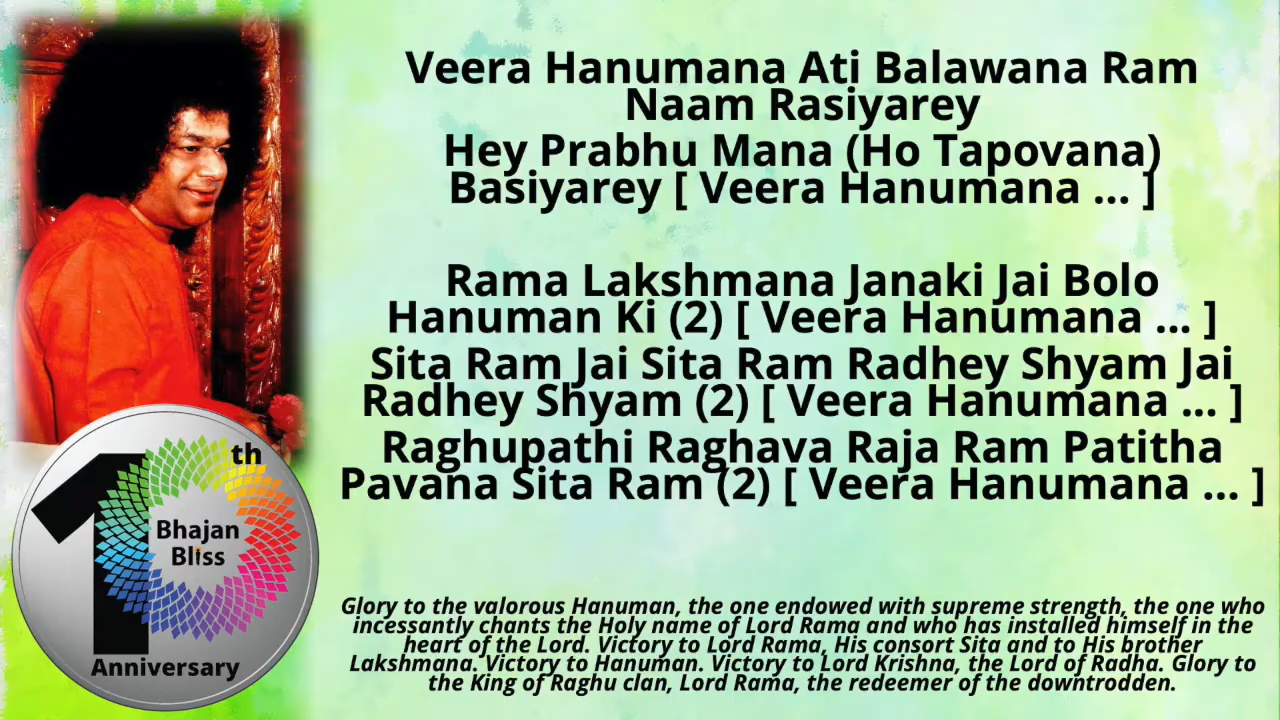 Veera Hanumana Ati Balawana Ram
Naam Rasiyarey
Hey Prabhu Mana (Ho Tapovana)
Basiyarey [ Veera Hanumana ... ]
Rama Lakshmana Janaki Jai Bolo
Hanuman Ki (2) [ Veera Hanumana ... ]
Sita Ram Jai Sita Ram Radhey Shyam Jai
Radhey Shyam (2) [ Veera Hanumana ... ]
Raghupathi Raghava Raja Ram Patitha
Pavana Sita Ram (2) [ Veera Hanumana ... ]
Glory to the valorous Hanuman, the one endowed with supreme strength, the one who
incessantly chants the Holy name of Lord Rama and who has installed himself in the
heart of the Lord. Victory to Lord Rama, His consort Sita and to His brother
Lakshmana. Victory to Hanuman. Victory to Lord Krishna, the Lord of Radha. Glory to
the King of Raghu clan, Lord Rama, the redeemer of the downtrodden.
10th
Bhajan
Bliss
Anniversary